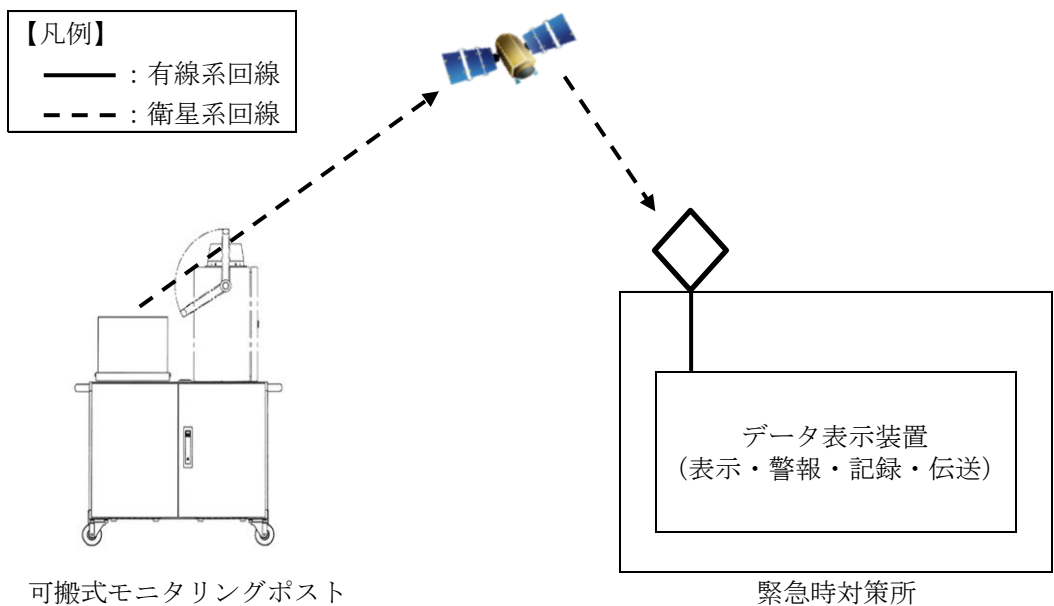 【凡例】
：有線系回線
：衛星系回線
データ表示装置
（表示・警報・記録・伝送）
可搬式モニタリングポスト
緊急時対策所